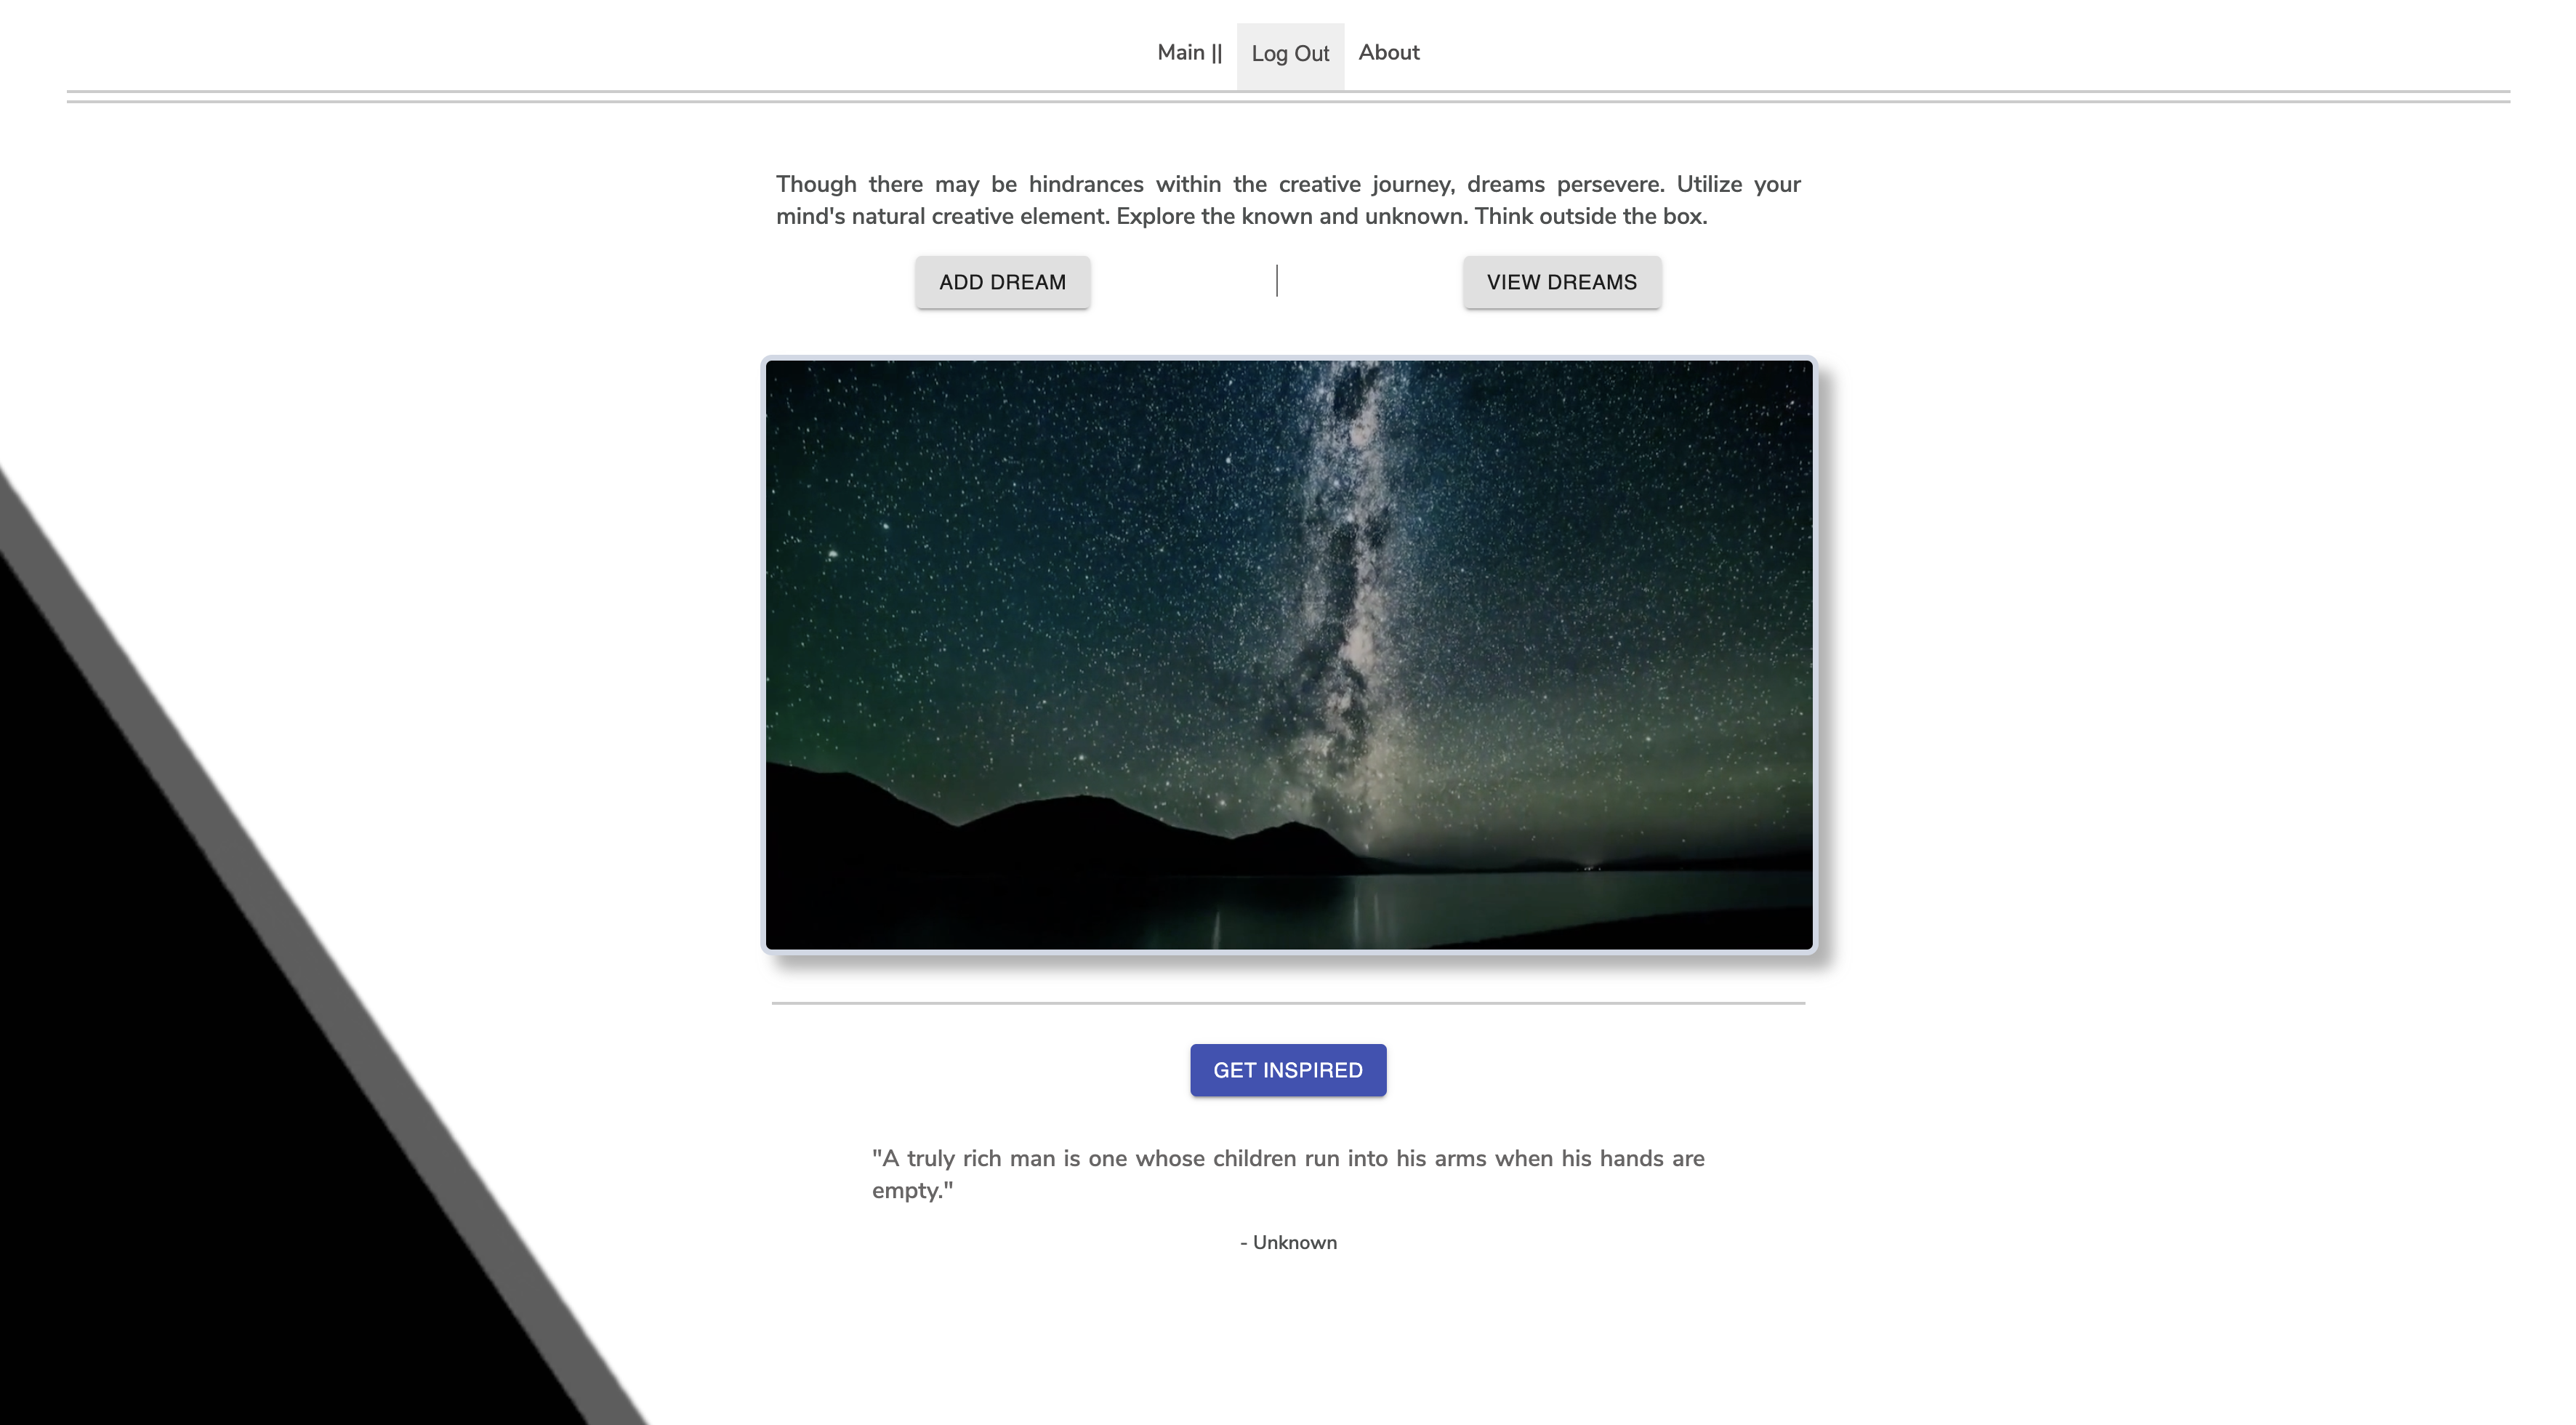 Main || Log Out About
Though there may be hindrances within the creative journey, dreams persevere. Utilize your
mind's natural creative element. Explore the known and unknown. Think outside the box.
ADD DREAM | VIEW DREAMS
GET INSPIRED
"A truly rich man is one whose children run into his arms when his hands are
empty."
- Unknown